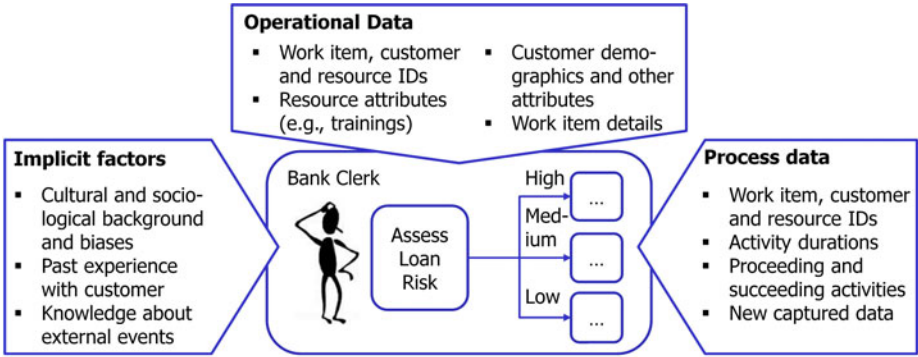 Operational Data
▪ Work item, customer
and resource IDs
▪ Resource attributes
(e.g., trainings)
▪ Customer demo-
graphics and other
attributes
▪ Work item details
Implicit factors
▪ Cultural and socio-
logical background
and biases
▪ Past experience
with customer
▪ Knowledge about
external events
Bank Clerk
Assess
Loan
Risk
High
...
Med-
ium
...
Low
...
Process data
▪ Work item, customer
and resource IDs
▪ Activity durations
▪ Proceeding and
succeeding activities
▪ New captured data